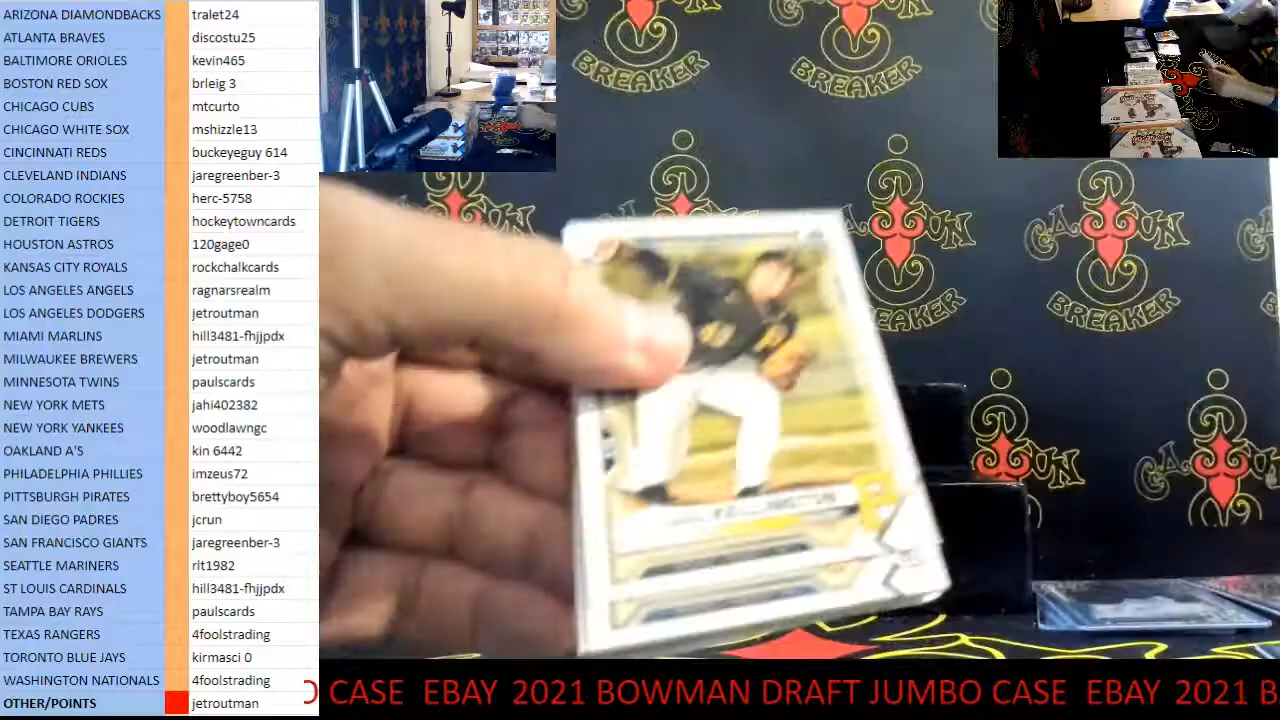 ARIZONA DIAMONDBACKS tralet24
ATLANTA BRAVES discostu25
BALTIMORE ORIOLES kevin465
BOSTON RED SOX brleig 3
CHICAGO CUBS mtcurto
CHICAGO WHITE SOX mshizzle13
CINCINNATI REDS buckeyeguy 614
CLEVELAND INDIANS jaregreenber-3
COLORADO ROCKIES herc-5758
DETROIT TIGERS hockeytowncards
HOUSTON ASTROS 120gage0
KANSAS CITY ROYALS rockchalkcards
LOS ANGELES ANGELS ragnarsrealm
LOS ANGELES DODGERS jetroutman
MIAMI MARLINS hill3481-fhjjpdx
MILWAUKEE BREWERS jetroutman
MINNESOTA TWINS paulscards
NEW YORK METS jahi402382
NEW YORK YANKEES woodlawngc
OAKLAND A'S kin 6442
PHILADELPHIA PHILLIES imzeus72
PITTSBURGH PIRATES brettyboy5654
SAN DIEGO PADRES jcrun
SAN FRANCISCO GIANTS jaregreenber-3
SEATTLE MARINERS rlt1982
ST LOUIS CARDINALS hill3481-fhjjpdx
TAMPA BAY RAYS paulscards
TEXAS RANGERS 4foolstrading
TORONTO BLUE JAYS kirmasci 0
WASHINGTON NATIONALS 4foolstrading
OTHER/POINTS jetroutman
BREAKER BREAKER
CAJUN CAJUN
BREAKER BREAKER
CASE EBAY 2021 BOWMAN DRAFT JUMBO CASE EBAY 2021 B